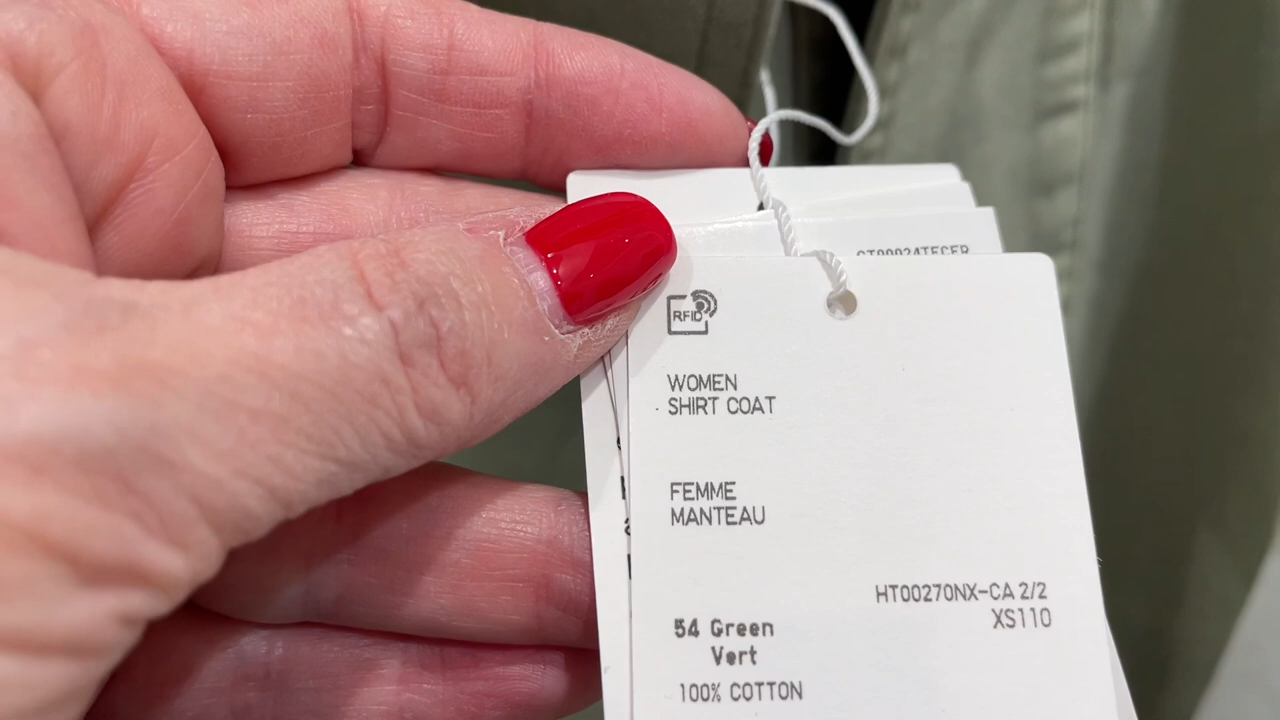 RFID
WOMEN
SHIRT COAT
FEMME
MANTEAU
HT00270NX-CA 2/2
XS110
54 Green
Vert
100% COTTON